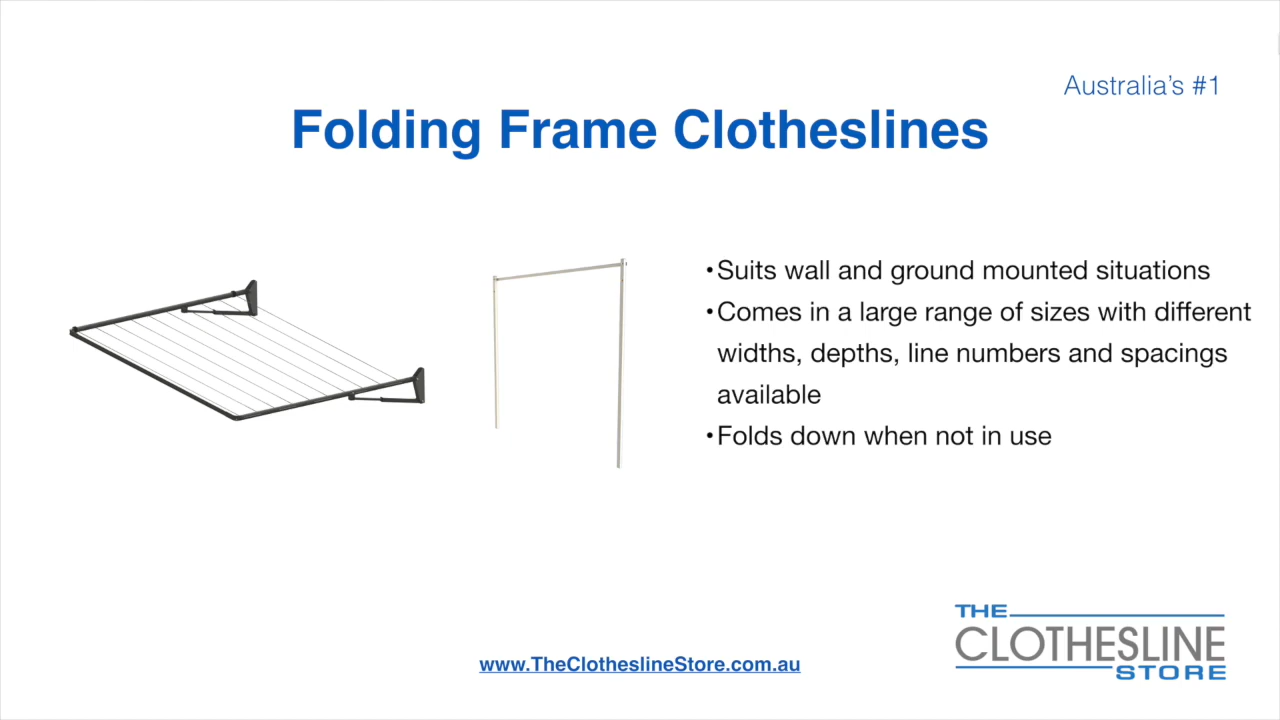 Australia’s #1
Folding Frame Clotheslines
•Suits wall and ground mounted situations
•Comes in a large range of sizes with different
widths, depths, line numbers and spacings
available
•Folds down when not in use
www.TheClotheslineStore.com.au
THE
CLOTHESLINE
STORE